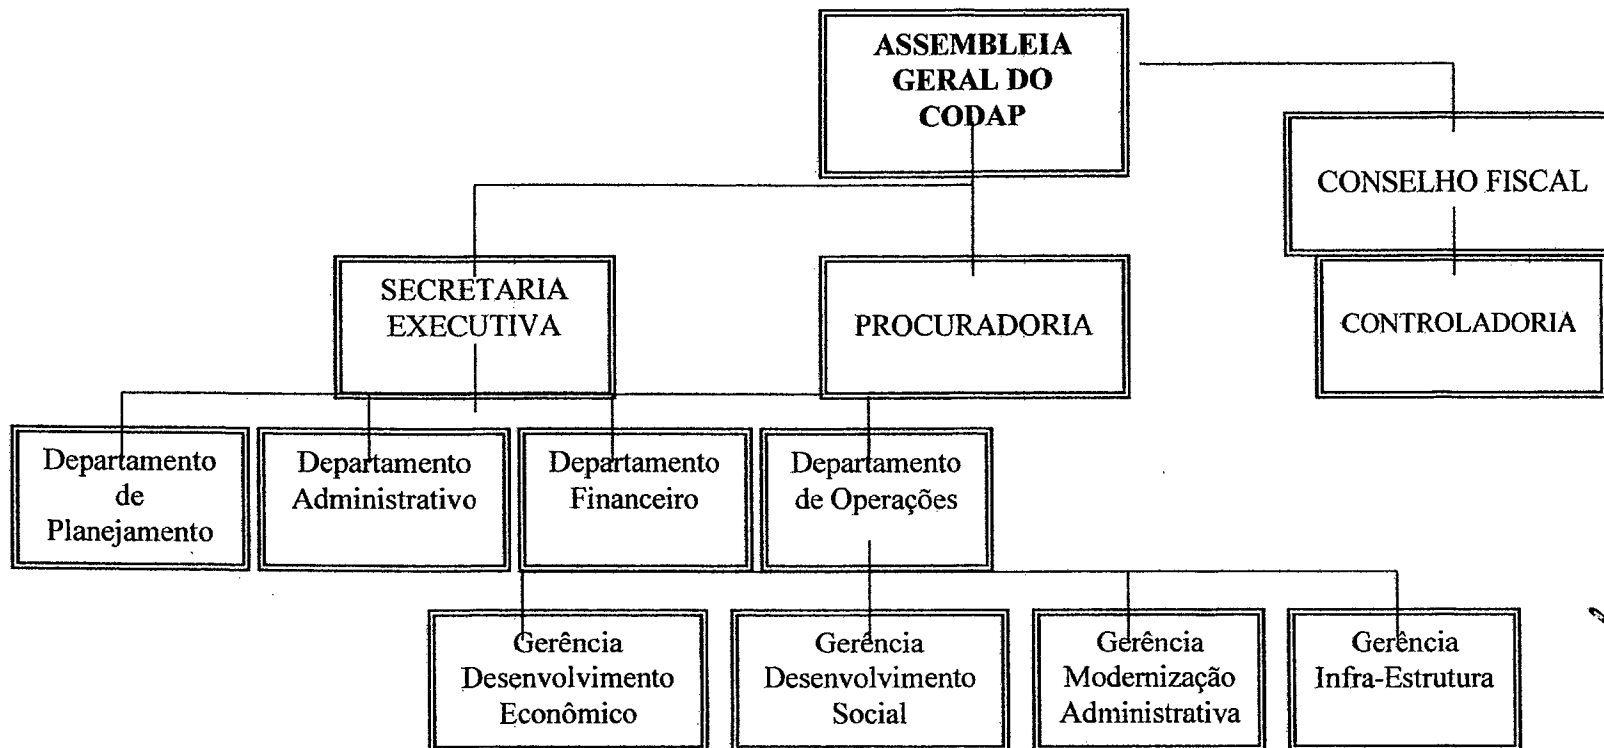 ASSEMBLEIA
GERAL DO
CODAP
CONSELHO FISCAL
SECRETARIA
EXECUTIVA
PROCURADORIA
CONTROLADORIA
Departamento
de
Planejamento
Departamento
Administrativo
Departamento
Financeiro
Departamento
de Operações
Gerência
Desenvolvimento
Econômico
Gerência
Desenvolvimento
Social
Gerência
Modernização
Administrativa
Gerência
Infra-Estrutura